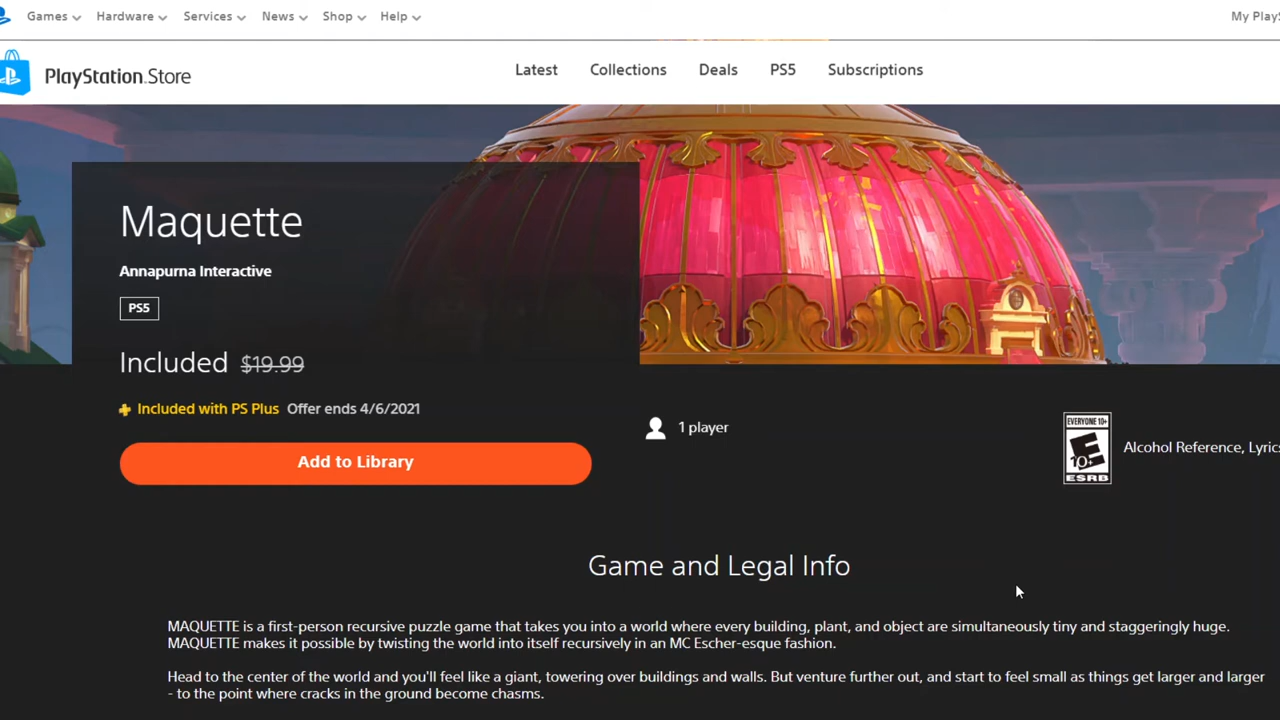 Games Hardware Services News Shop Help My PlayS
PlayStation.Store
Latest Collections Deals PS5 Subscriptions
Maquette
Annapurna Interactive
PS5
Included $19.99
Included with PS Plus Offer ends 4/6/2021
1 player
EVERYONE 10+
E
10+
ESRB
Alcohol Reference, Lyrics
Add to Library
Game and Legal Info
MAQUETTE is a first-person recursive puzzle game that takes you into a world where every building, plant, and object are simultaneously tiny and staggeringly huge.
MAQUETTE makes it possible by twisting the world into itself recursively in an MC Escher-esque fashion.
Head to the center of the world and you'll feel like a giant, towering over buildings and walls. But venture further out, and start to feel small as things get larger and larger
- to the point where cracks in the ground become chasms.